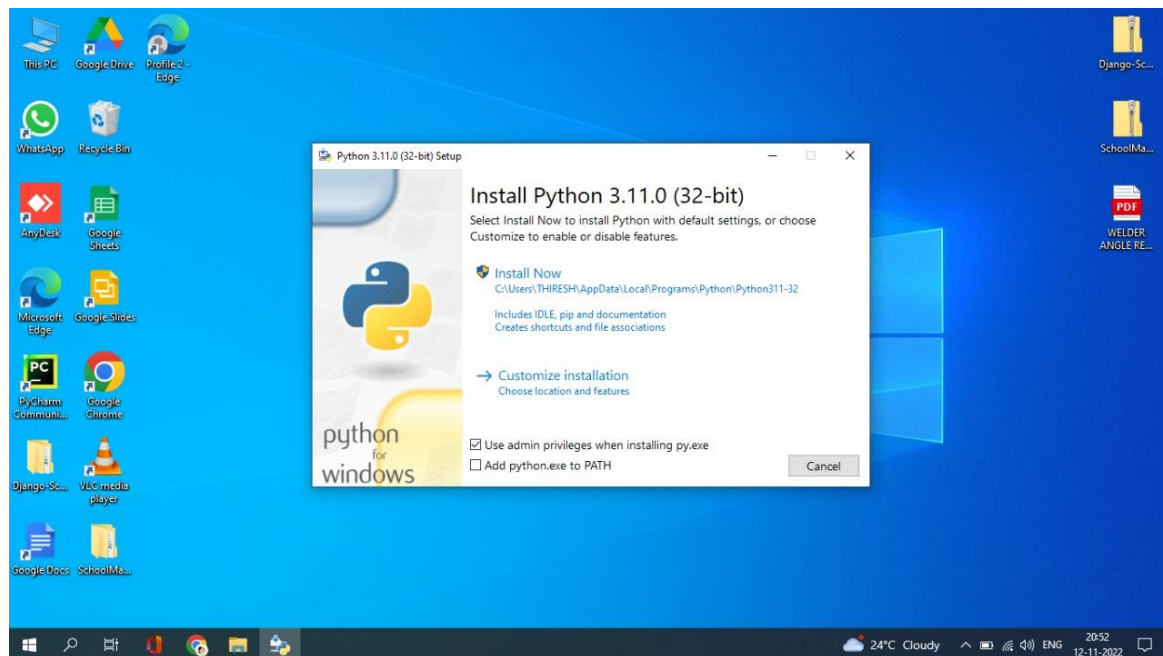 This PC
Google Drive
Profile 2 -
Edge
WhatsApp
Recycle Bin
AnyDesk
Google
Sheets
Microsoft
Edge
Google Slides
PC
PyCharm
Communi...
Google
Chrome
Django-Sc...
VLC media
player
Google Docs
SchoolMa...
Python 3.11.0 (32-bit) Setup
Install Python 3.11.0 (32-bit)
Select Install Now to install Python with default settings, or choose
Customize to enable or disable features.
Install Now
C:\Users\THIRESH\AppData\Local\Programs\Python\Python311-32
Includes IDLE, pip and documentation
Creates shortcuts and file associations
Customize installation
Choose location and features
python
for
windows
Use admin privileges when installing py.exe
Add python.exe to PATH
Cancel
Django-Sc...
SchoolMa...
PDF
WELDER
ANGLE RE...
24°C Cloudy
ENG
20:52
12-11-2022